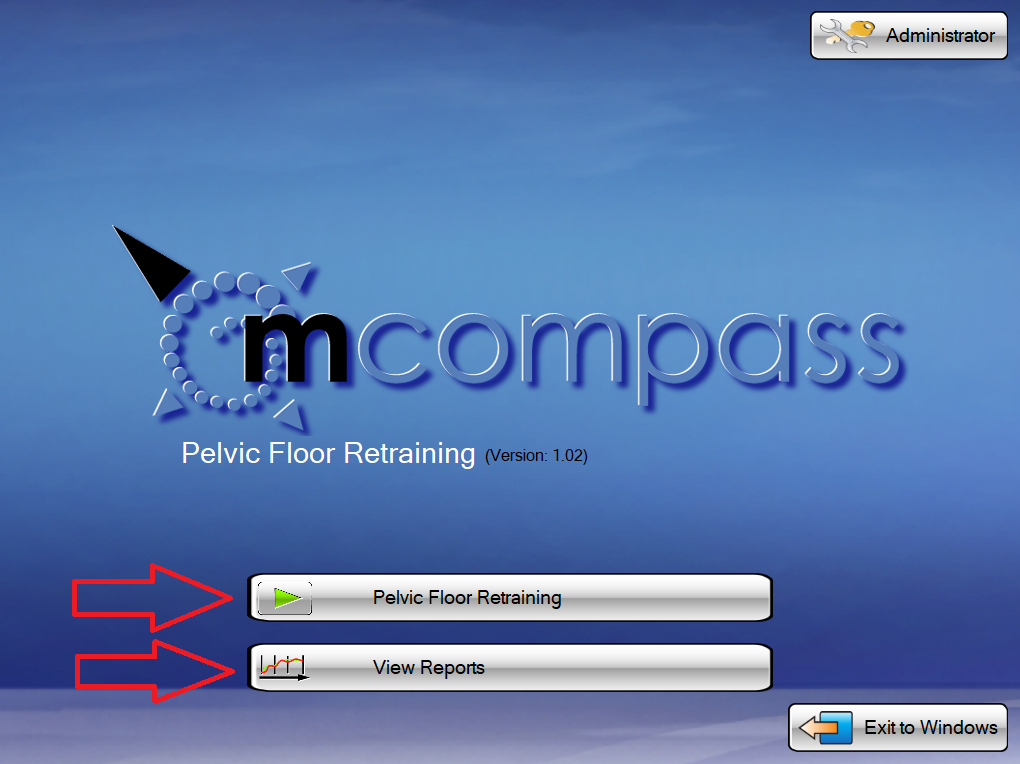 Administrator
mcompass
Pelvic Floor Retraining (Version: 1.02)
Pelvic Floor Retraining
View Reports
Exit to Windows